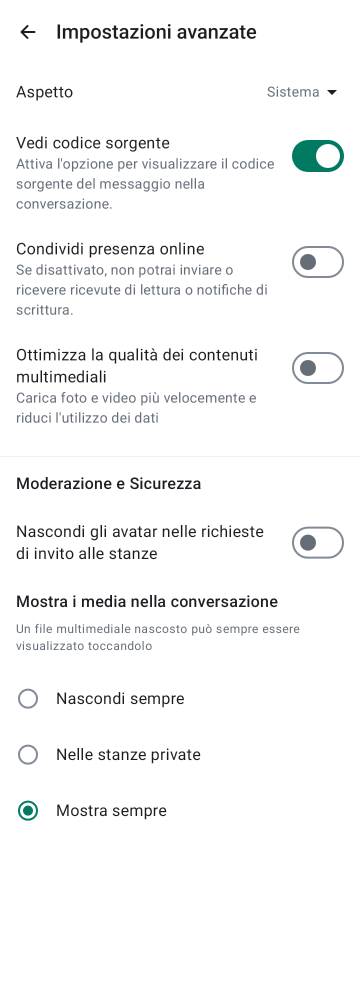 Impostazioni avanzate
Aspetto
Sistema
Vedi codice sorgente
Attiva l'opzione per visualizzare il codice
sorgente del messaggio nella
conversazione.
Condividi presenza online
Se disattivato, non potrai inviare o
ricevere ricevute di lettura o notifiche di
scrittura.
Ottimizza la qualità dei contenuti
multimediali
Carica foto e video più velocemente e
riduci l'utilizzo dei dati
Moderazione e Sicurezza
Nascondi gli avatar nelle richieste
di invito alle stanze
Mostra i media nella conversazione
Un file multimediale nascosto può sempre essere
visualizzato toccandolo
Nascondi sempre
Nelle stanze private
Mostra sempre